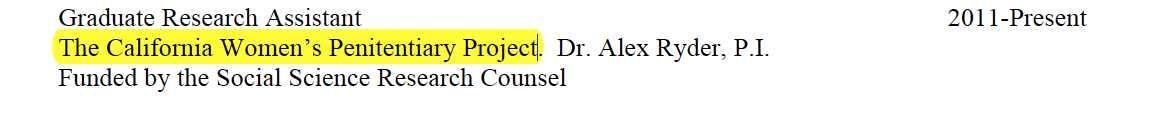 Graduate Research Assistant 2011-Present
The California Women's Penitentiary Project. Dr. Alex Ryder, P.I.
Funded by the Social Science Research Counsel